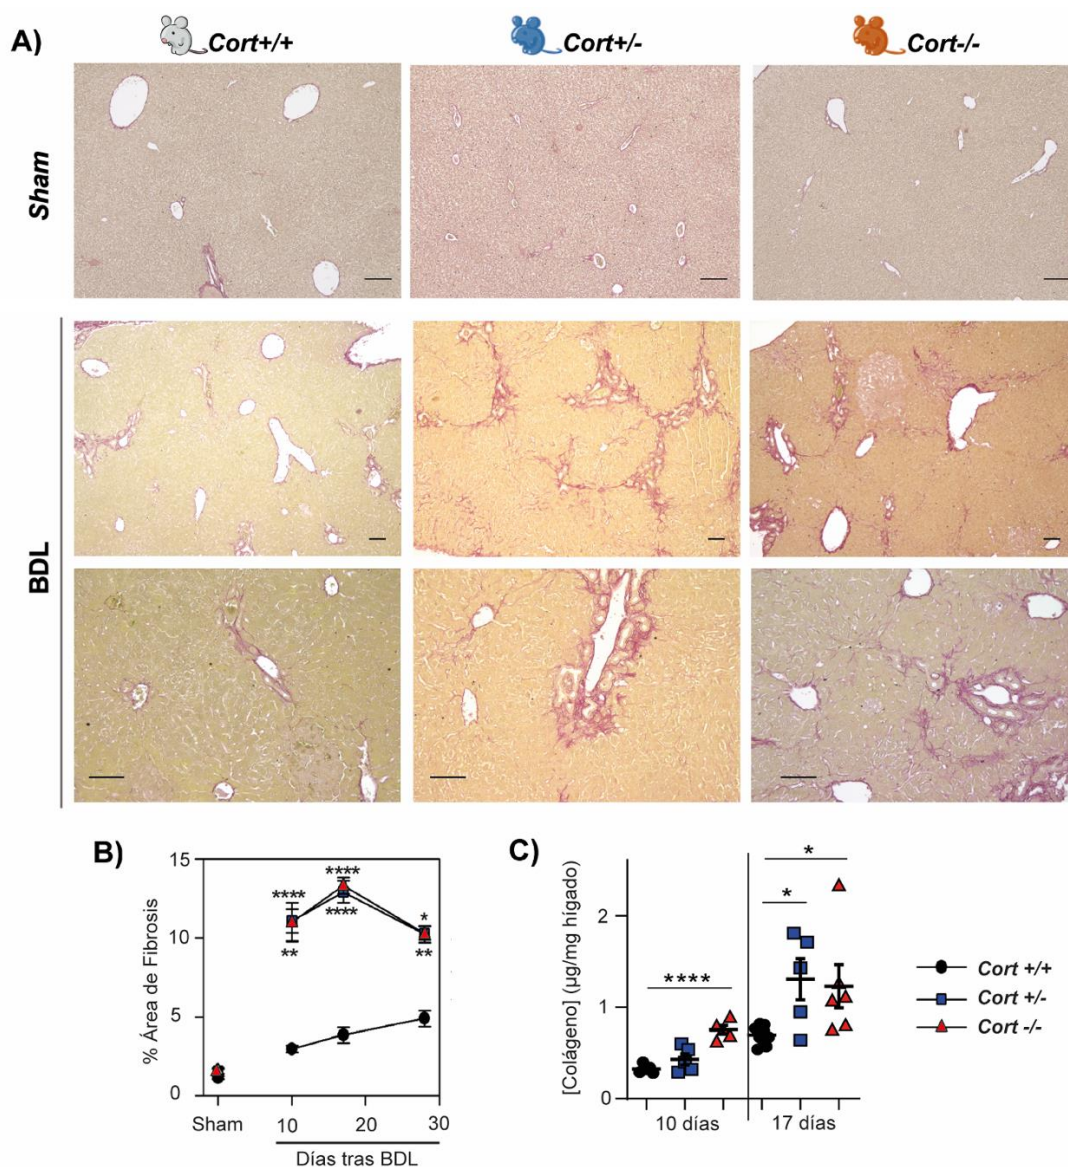 A)
Cort+/+
Cort+/-
Cort-/-
Sham
BDL
B)
% Área de Fibrosis
15
10
5
0
****
**
****
****
*
**
Sham
10
20
30
Días tras BDL
C)
[Colágeno] (µg/mg hígado)
2
1
0
****
*
*
10 días
17 días
Cort +/+
Cort +/-
Cort -/-